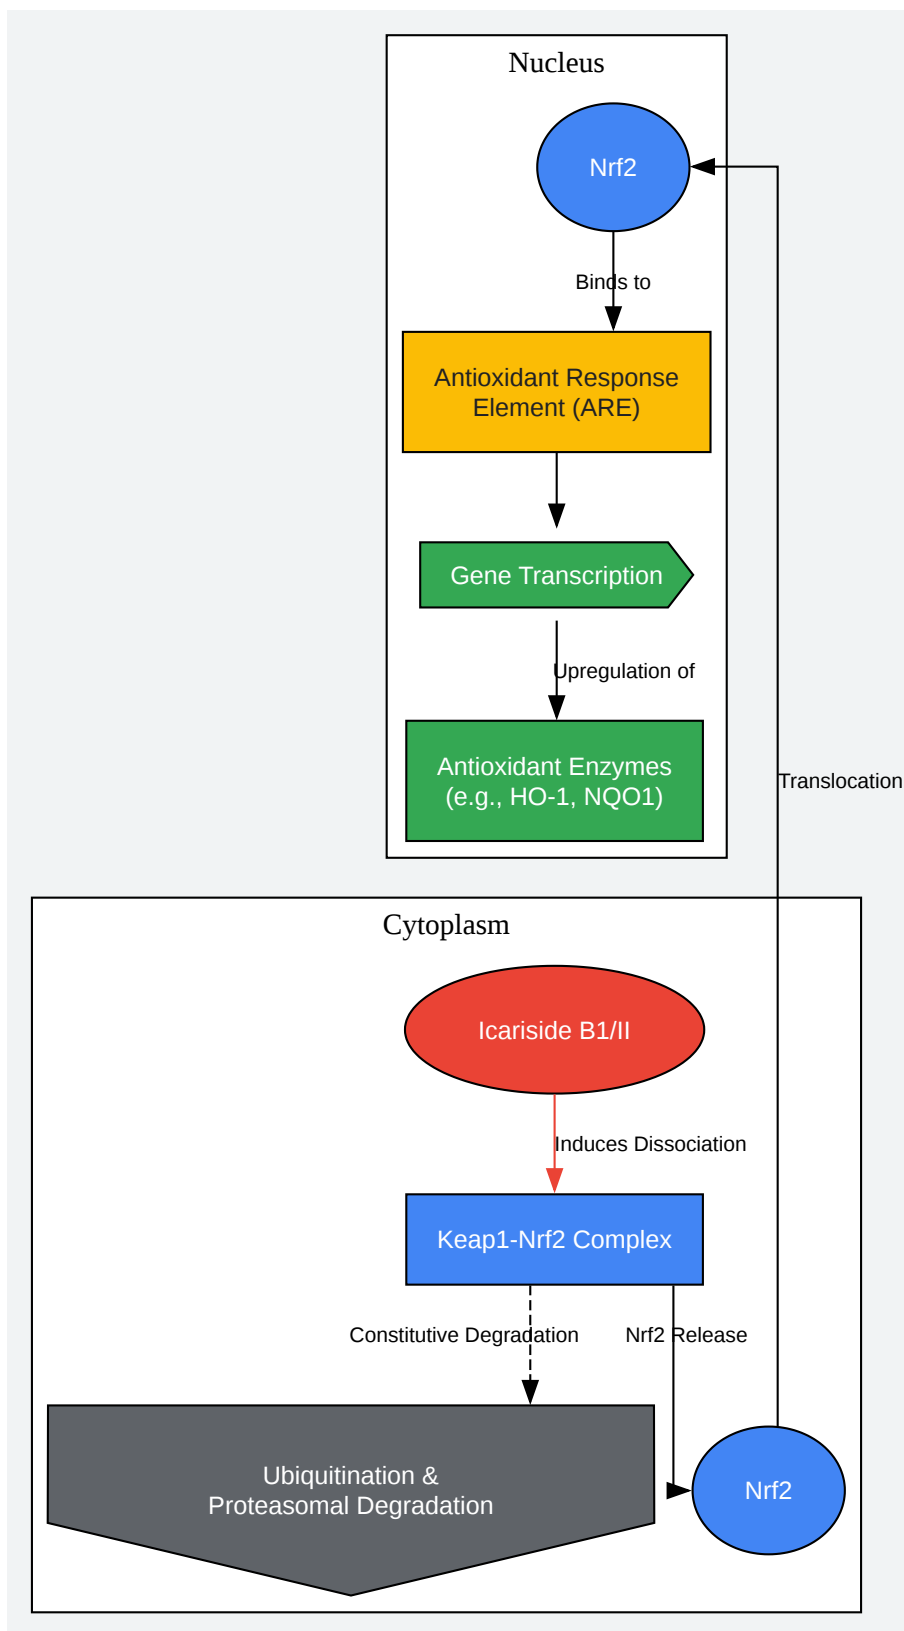 Nucleus
Nrf2
Binds to
Antioxidant Response
Element (ARE)
Gene Transcription
Upregulation of
Antioxidant Enzymes
(e.g., HO-1, NQO1)
Translocation
Cytoplasm
Icariside B1/II
Induces Dissociation
Keap1-Nrf2 Complex
Constitutive Degradation
Nrf2 Release
Ubiquitination &
Proteasomal Degradation
Nrf2